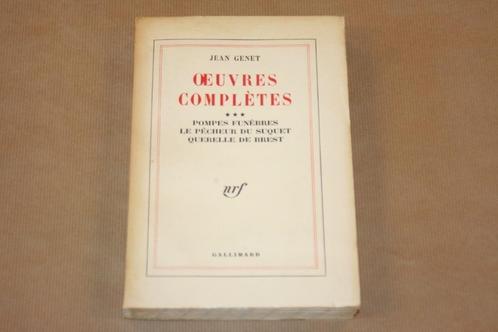 JEAN GENET
ŒUVRES
COMPLÈTES
★★★
POMPES FUNÈBRES
LE PÊCHEUR DU SUQUET
QUERELLE DE BREST
nrf
GALLIMARD